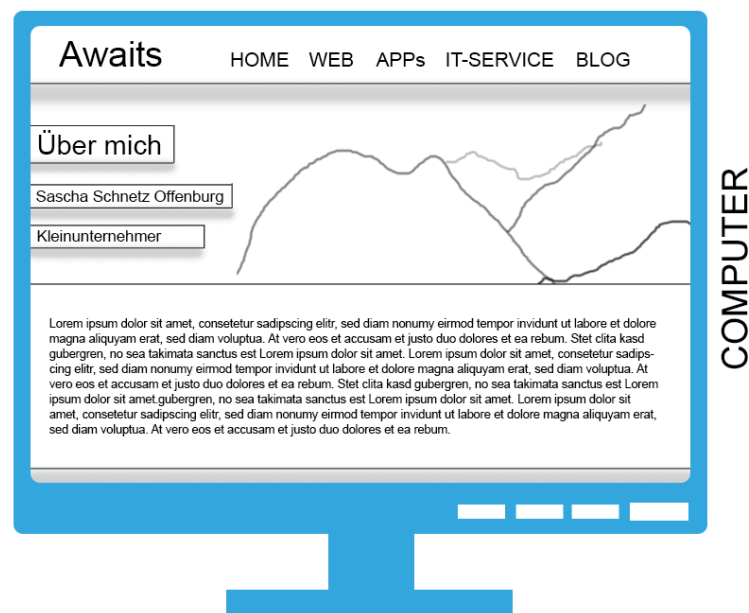 Awaits
HOME WEB APPs IT-SERVICE BLOG
Über mich
Sascha Schnetz Offenburg
Kleinunternehmer
Lorem ipsum dolor sit amet, consetetur sadipscing elitr, sed diam nonumy eirmod tempor invidunt ut labore et dolore
magna aliquyam erat, sed diam voluptua. At vero eos et accusam et justo duo dolores et ea rebum. Stet clita kasd
gubergren, no sea takimata sanctus est Lorem ipsum dolor sit amet. Lorem ipsum dolor sit amet, consetetur sadips-
cing elitr, sed diam nonumy eirmod tempor invidunt ut labore et dolore magna aliquyam erat, sed diam voluptua. At
vero eos et accusam et justo duo dolores et ea rebum. Stet clita kasd gubergren, no sea takimata sanctus est Lorem
ipsum dolor sit amet.gubergren, no sea takimata sanctus est Lorem ipsum dolor sit amet. Lorem ipsum dolor sit
amet, consetetur sadipscing elitr, sed diam nonumy eirmod tempor invidunt ut labore et dolore magna aliquyam erat,
sed diam voluptua. At vero eos et accusam et justo duo dolores et ea rebum.
COMPUTER